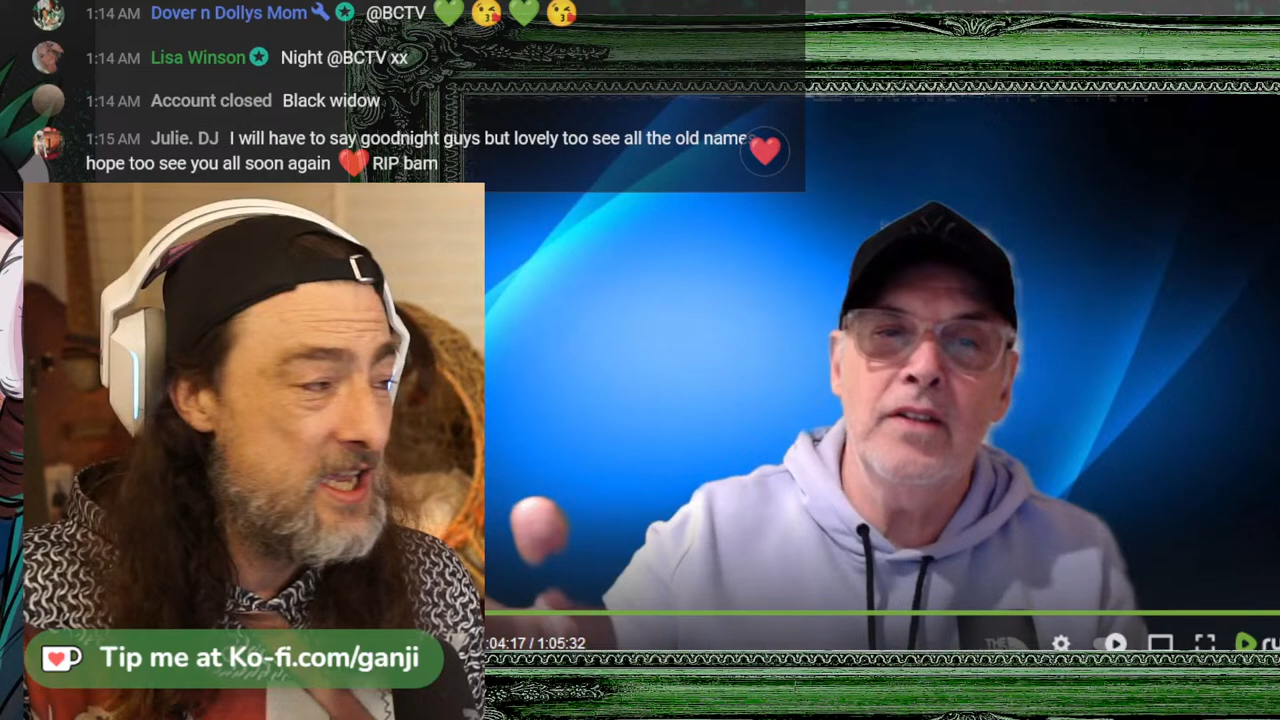 1:14 AM Dover n Dollys Mom @BCTV 💚😘💚😘
1:14 AM Lisa Winson Night @BCTV xx
1:14 AM Account closed Black widow
1:15 AM Julie. DJ I will have to say goodnight guys but lovely too see all the old names
hope too see you all soon again ❤️ RIP bam
Tip me at Ko-fi.com/ganji
:04:17 / 1:05:32
THE